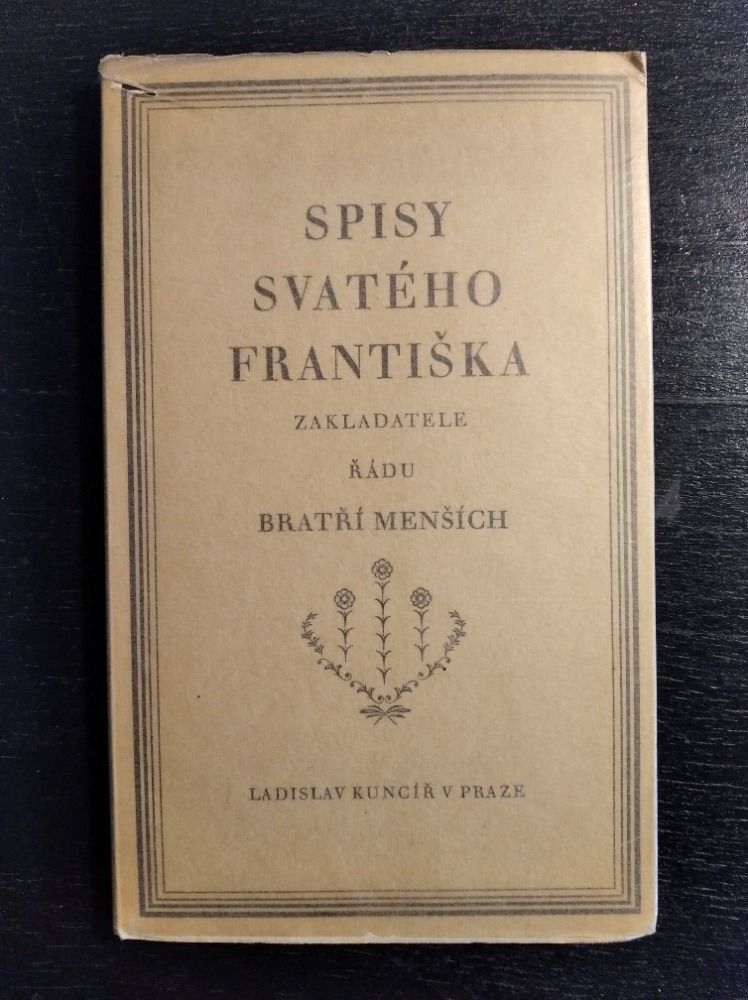 SPISY
SVATÉHO
FRANTIŠKA
ZAKLADATELE
ŘÁDU
BRATŘÍ MENŠÍCH
LADISLAV KUNCÍŘ V PRAZE